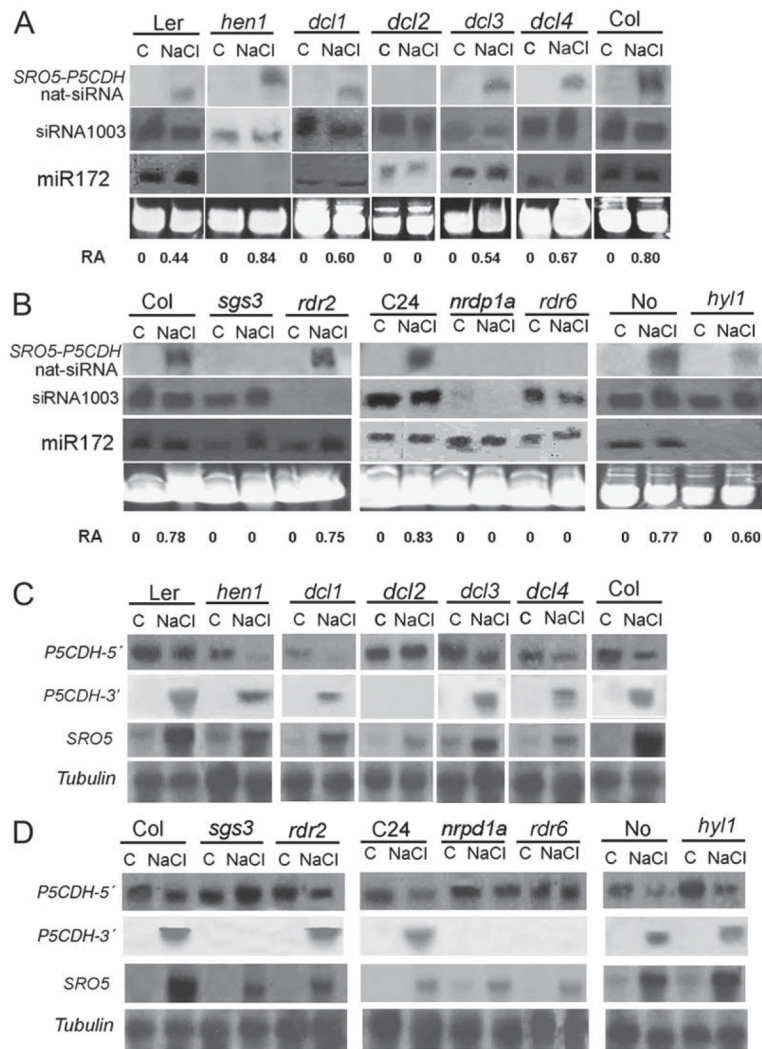 A
Ler hen1 dcl1 dcl2 dcl3 dcl4 Col
C NaCl C NaCl C NaCl C NaCl C NaCl C NaCl C NaCl
SRO5-P5CDH
nat-siRNA
siRNA1003
miR172
RA 0 0.44 0 0.84 0 0.60 0 0 0 0.54 0 0.67 0 0.80
B
Col sgs3 rdr2 C24 nrdp1a rdr6 No hyl1
C NaCl C NaCl C NaCl C NaCl C NaCl C NaCl C NaCl C NaCl
SRO5-P5CDH
nat-siRNA
siRNA1003
miR172
RA 0 0.78 0 0 0 0.75 0 0.83 0 0 0 0 0 0.77 0 0.60
C
Ler hen1 dcl1 dcl2 dcl3 dcl4 Col
C NaCl C NaCl C NaCl C NaCl C NaCl C NaCl C NaCl
P5CDH-5´
P5CDH-3'
SRO5
Tubulin
D
Col sgs3 rdr2 C24 nrpd1a rdr6 No hyl1
C NaCl C NaCl C NaCl C NaCl C NaCl C NaCl C NaCl C NaCl
P5CDH-5´
P5CDH-3´
SRO5
Tubulin